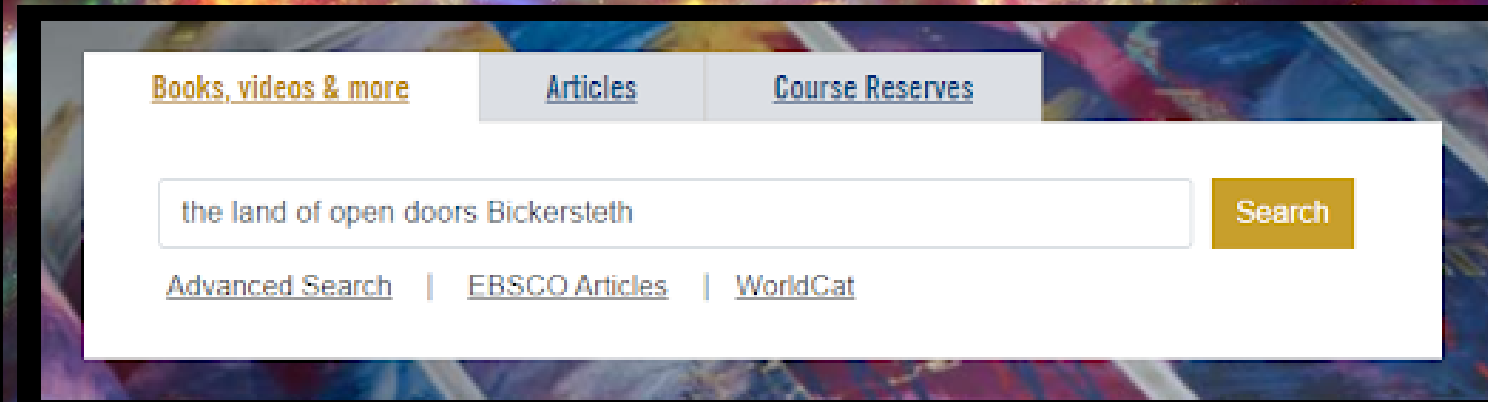 Books, videos & more Articles Course Reserves
the land of open doors Bickersteth Search
Advanced Search | EBSCO Articles | WorldCat